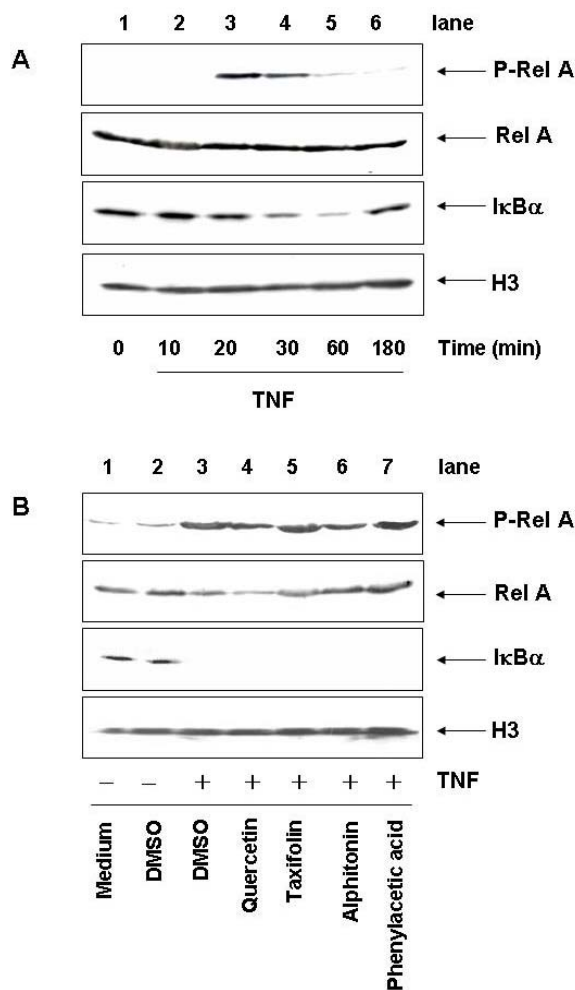 1 2 3 4 5 6 lane
A
P-Rel A
Rel A
IκBα
H3
0 10 20 30 60 180 Time (min)
TNF
1 2 3 4 5 6 7 lane
B
P-Rel A
Rel A
IκBα
H3
– – + + + + + TNF
Medium
DMSO
DMSO
Quercetin
Taxifolin
Alphitonin
Phenylacetic acid